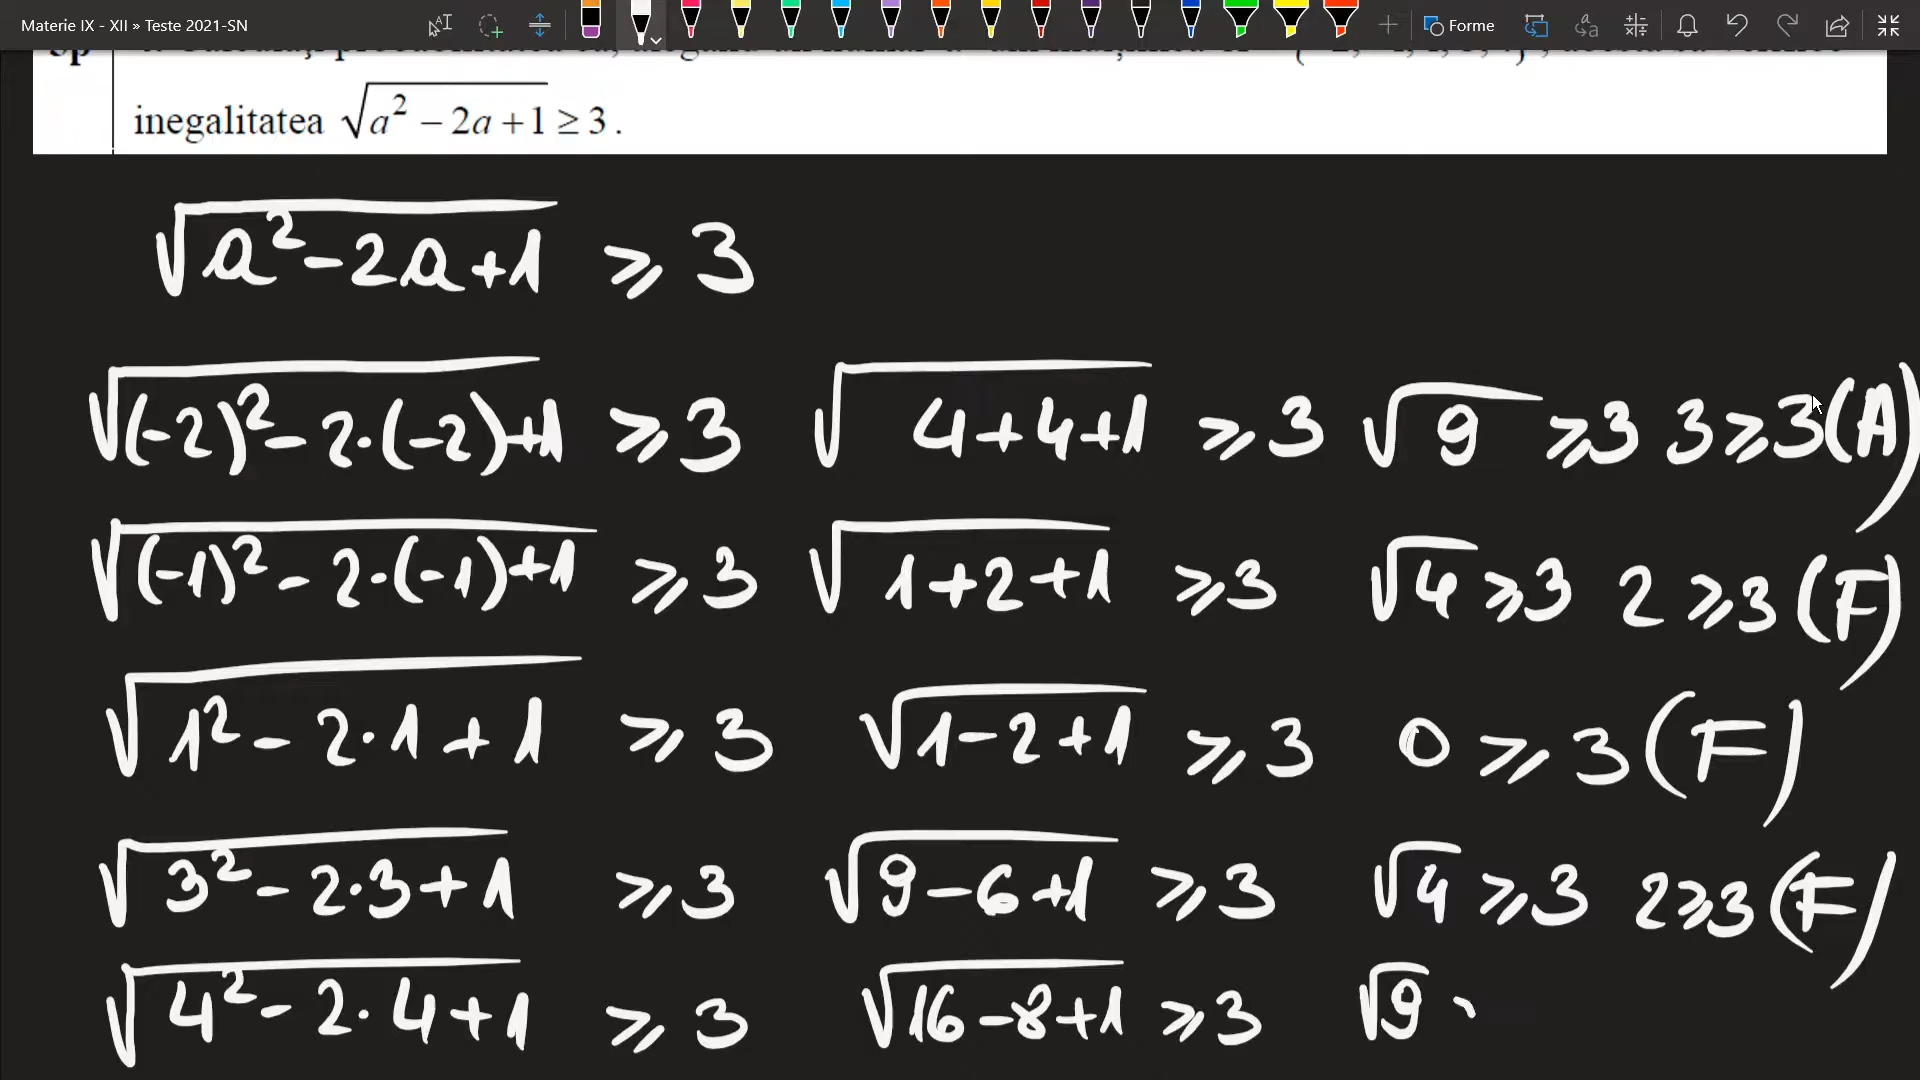 Materie IX - XII » Teste 2021-SN
Forme
inegalitatea √(a² − 2a + 1) ≥ 3 .
√(a² − 2a + 1) ≥ 3
√((−2)² − 2·(−2) + 1) ≥ 3 √(4 + 4 + 1) ≥ 3 √9 ≥ 3 3 ≥ 3 (A)
√((−1)² − 2·(−1) + 1) ≥ 3 √(1 + 2 + 1) ≥ 3 √4 ≥ 3 2 ≥ 3 (F)
√(1² − 2·1 + 1) ≥ 3 √(1 − 2 + 1) ≥ 3 0 ≥ 3 (F)
√(3² − 2·3 + 1) ≥ 3 √(9 − 6 + 1) ≥ 3 √4 ≥ 3 2 ≥ 3 (F)
√(4² − 2·4 + 1) ≥ 3 √(16 − 8 + 1) ≥ 3 √9